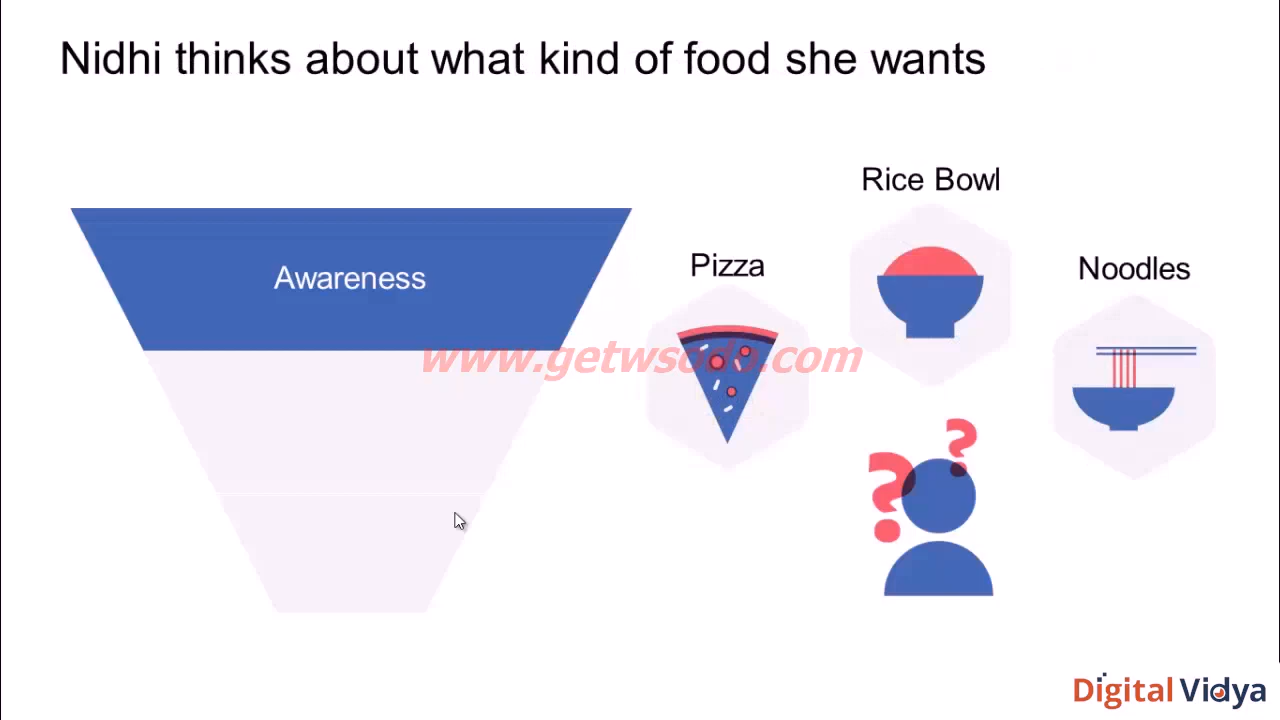 Nidhi thinks about what kind of food she wants
Rice Bowl
Pizza
Noodles
Awareness
www.getwsodo.com
? ?
Digital Vidya